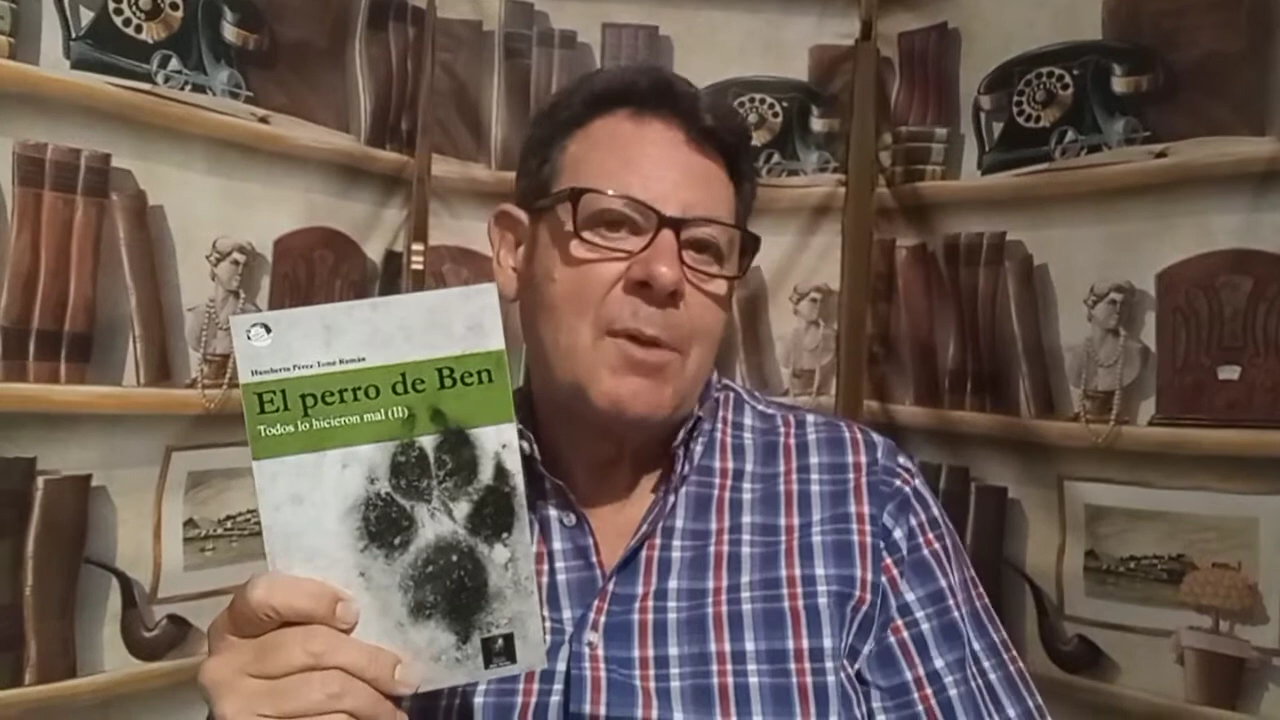 Humberto Pérez-Tomé Román
El perro de Ben
Todos lo hicieron mal (II)